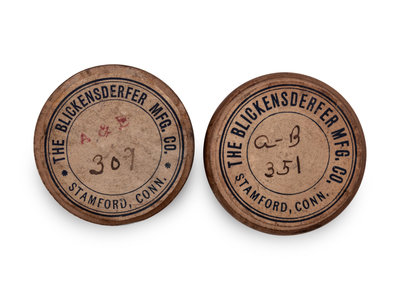 THE BLICKENSDERFER MFG. CO.
A & B
307
* STAMFORD, CONN. *
THE BLICKENSDERFER MFG. CO.
a-B
351
* STAMFORD, CONN. *